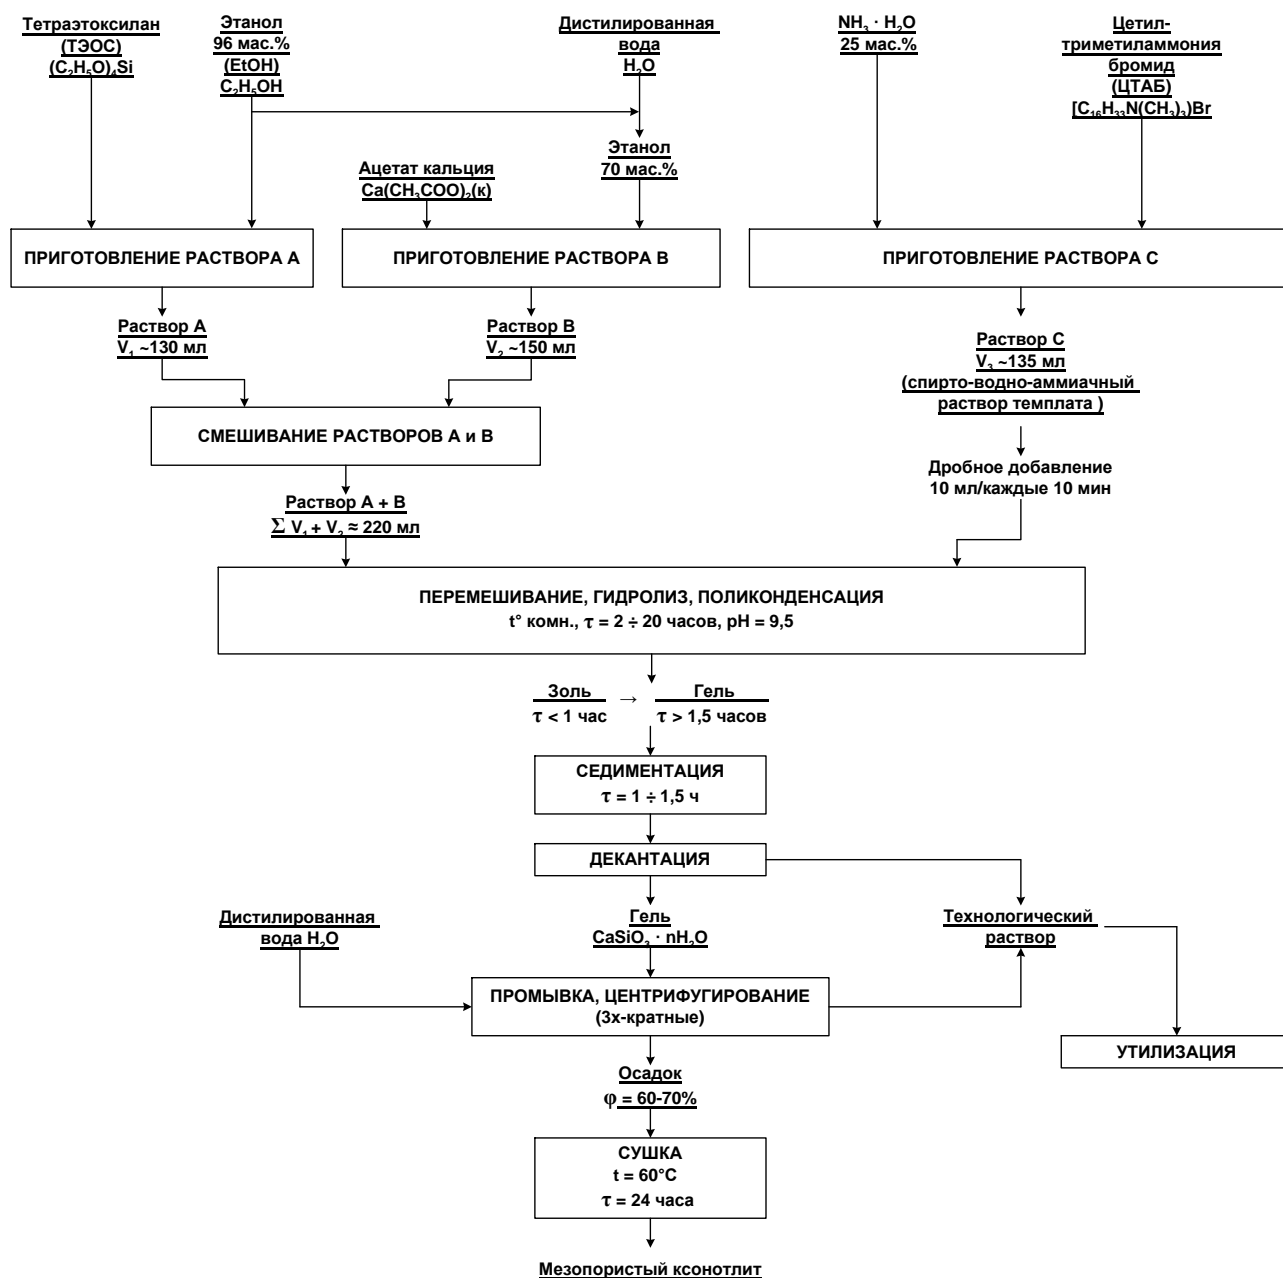 Тетраэтоксилан
(ТЭОС)
(C₂H₅O)₄Si
Этанол
96 мас.%
(EtOH)
C₂H₅OH
Дистилированная
вода
H₂O
NH₃ · H₂O
25 мас.%
Цетил-
триметиламмония
бромид
(ЦТАБ)
[C₁₆H₃₃N(CH₃)₃)Br
Ацетат кальция
Ca(CH₃COO)₂(к)
Этанол
70 мас.%
ПРИГОТОВЛЕНИЕ РАСТВОРА А
ПРИГОТОВЛЕНИЕ РАСТВОРА В
ПРИГОТОВЛЕНИЕ РАСТВОРА С
Раствор А
V₁ ~130 мл
Раствор В
V₂ ~150 мл
Раствор С
V₃ ~135 мл
(спирто-водно-аммиачный
раствор темплата )
СМЕШИВАНИЕ РАСТВОРОВ А и В
Дробное добавление
10 мл/каждые 10 мин
Раствор А + В
Σ V₁ + V₂ ≈ 220 мл
ПЕРЕМЕШИВАНИЕ, ГИДРОЛИЗ, ПОЛИКОНДЕНСАЦИЯ
t° комн., τ = 2 ÷ 20 часов, pH = 9,5
Золь → Гель
τ < 1 час τ > 1,5 часов
СЕДИМЕНТАЦИЯ
τ = 1 ÷ 1,5 ч
ДЕКАНТАЦИЯ
Дистилированная
вода H₂O
Гель
CaSiO₃ · nH₂O
Технологический
раствор
ПРОМЫВКА, ЦЕНТРИФУГИРОВАНИЕ
(3х-кратные)
УТИЛИЗАЦИЯ
Осадок
φ = 60-70%
СУШКА
t = 60°C
τ = 24 часа
Мезопористый ксонотлит